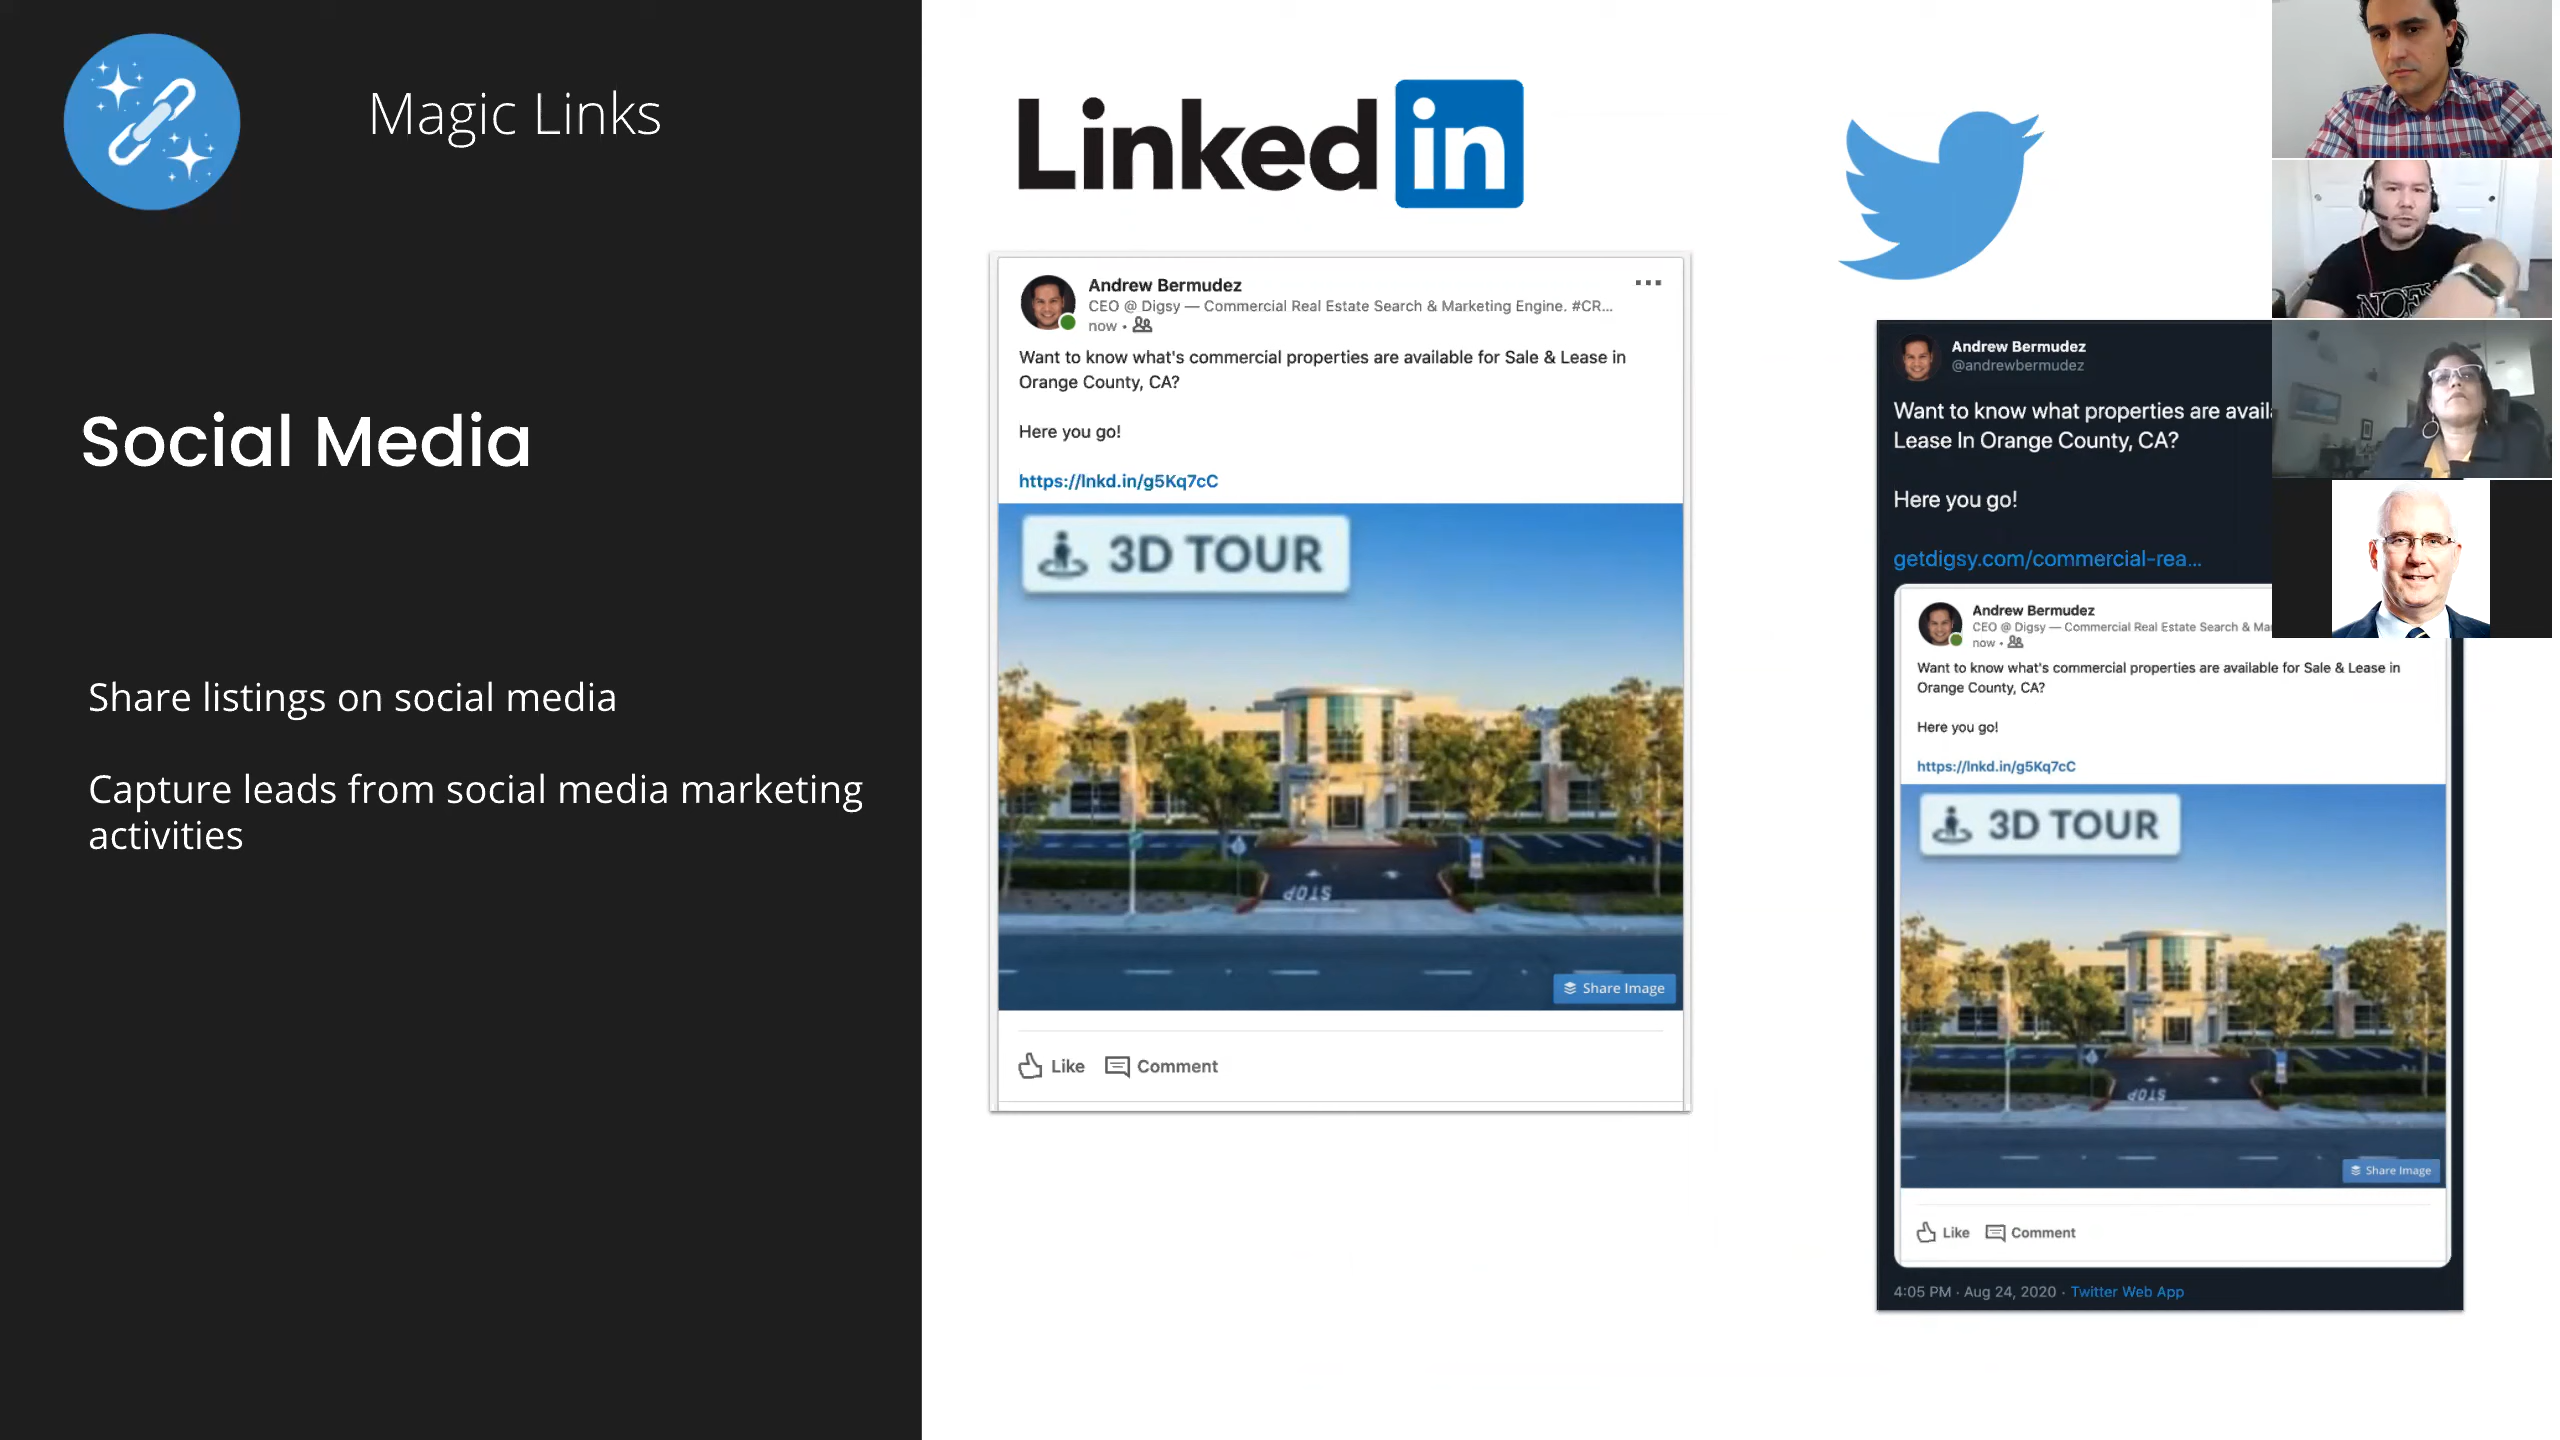 Magic Links
Social Media
Share listings on social media
Capture leads from social media marketing
activities
Linked in
Andrew Bermudez
CEO @ Digsy — Commercial Real Estate Search & Marketing Engine. #CR...
now •
Want to know what's commercial properties are available for Sale & Lease in
Orange County, CA?
Here you go!
https://lnkd.in/g5Kq7cC
3D TOUR
STOP
Share Image
Like Comment
Andrew Bermudez
@andrewbermudez
Want to know what properties are avail
Lease In Orange County, CA?
Here you go!
getdigsy.com/commercial-rea...
Andrew Bermudez
CEO @ Digsy — Commercial Real Estate Search & Ma
now •
Want to know what's commercial properties are available for Sale & Lease in
Orange County, CA?
Here you go!
https://lnkd.in/g5Kq7cC
3D TOUR
STOP
Share Image
Like Comment
4:05 PM · Aug 24, 2020 · Twitter Web App